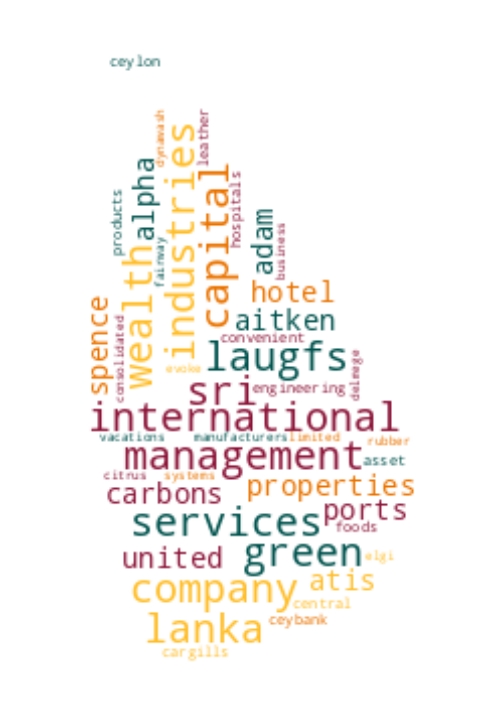 ceylon
dynawash
leather
industries
alpha
capital
hospitals
products
adam
business
fairway
wealth
hotel
spence
aitken
consolidated
convenient
laugfs
delmege
evoke
sri
engineering
international
vacations
manufacturers
limited
rubber
management
asset
citrus
systems
properties
carbons
ports
services
foods
green
united
elgi
atis
company
central
lanka
ceybank
cargills